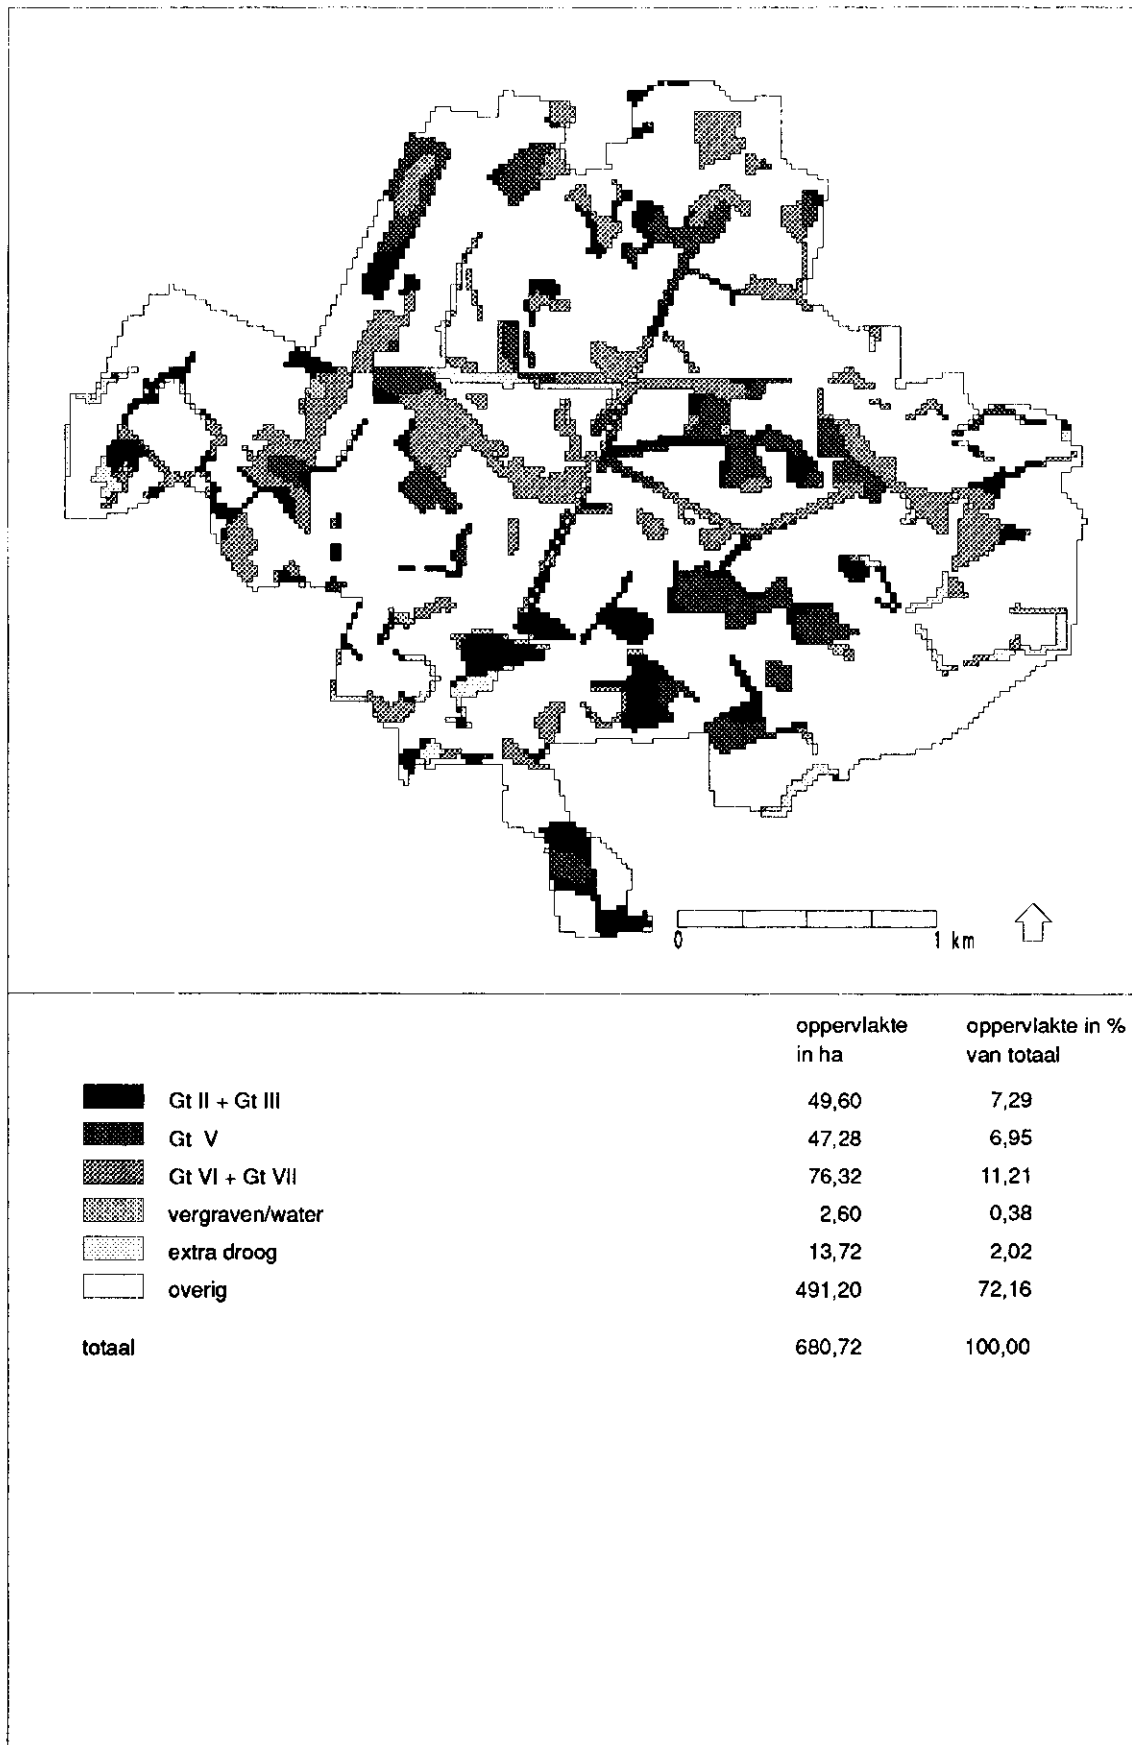 0 1 km
oppervlakte oppervlakte in %
in ha van totaal
Gt II + Gt III 49,60 7,29
Gt V 47,28 6,95
Gt VI + Gt VII 76,32 11,21
vergraven/water 2,60 0,38
extra droog 13,72 2,02
overig 491,20 72,16
totaal 680,72 100,00